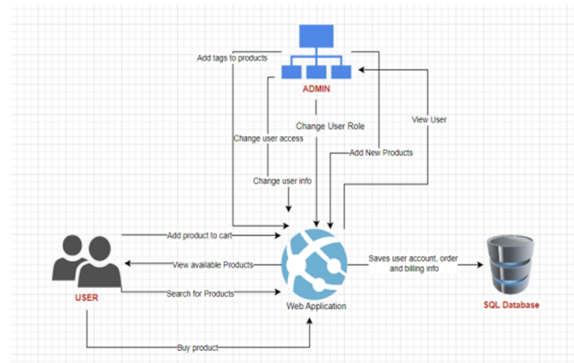 Add tags to products
ADMIN
Change User Role
View User
Change user access
Add New Products
Change user info
Add product to cart
View available Products
Saves user account, order
and billing info
Search for Products
USER
Web Application
SQL Database
Buy product